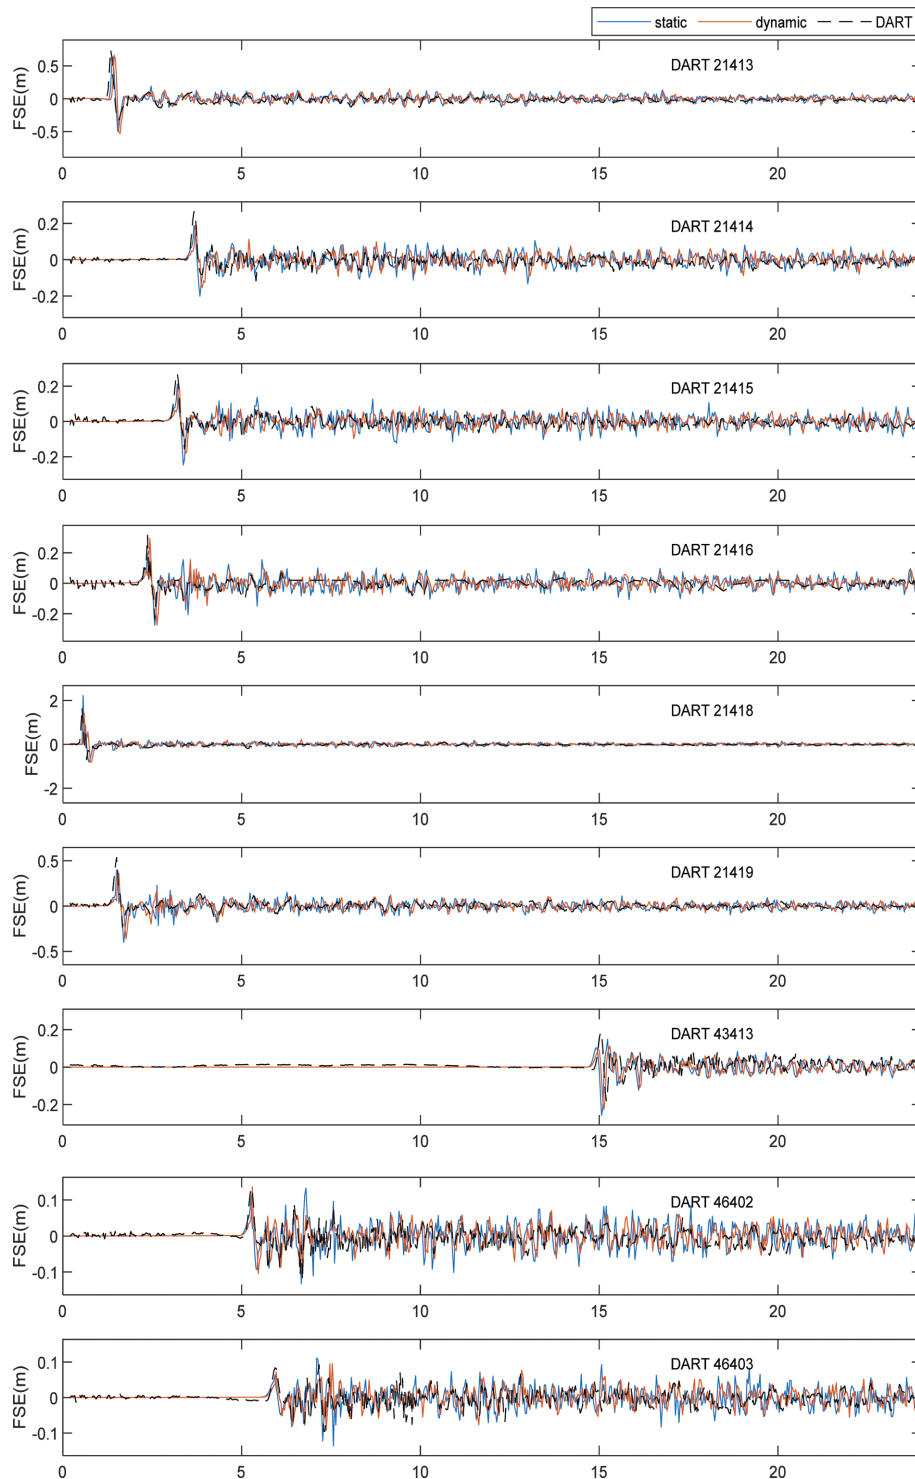 static dynamic DART
FSE(m)
0.5
0
-0.5
DART 21413
0 5 10 15 20
FSE(m)
0.2
0
-0.2
DART 21414
0 5 10 15 20
FSE(m)
0.2
0
-0.2
DART 21415
0 5 10 15 20
FSE(m)
0.2
0
-0.2
DART 21416
0 5 10 15 20
FSE(m)
2
0
-2
DART 21418
0 5 10 15 20
FSE(m)
0.5
0
-0.5
DART 21419
0 5 10 15 20
FSE(m)
0.2
0
-0.2
DART 43413
0 5 10 15 20
FSE(m)
0.1
0
-0.1
DART 46402
0 5 10 15 20
FSE(m)
0.1
0
-0.1
DART 46403
0 5 10 15 20